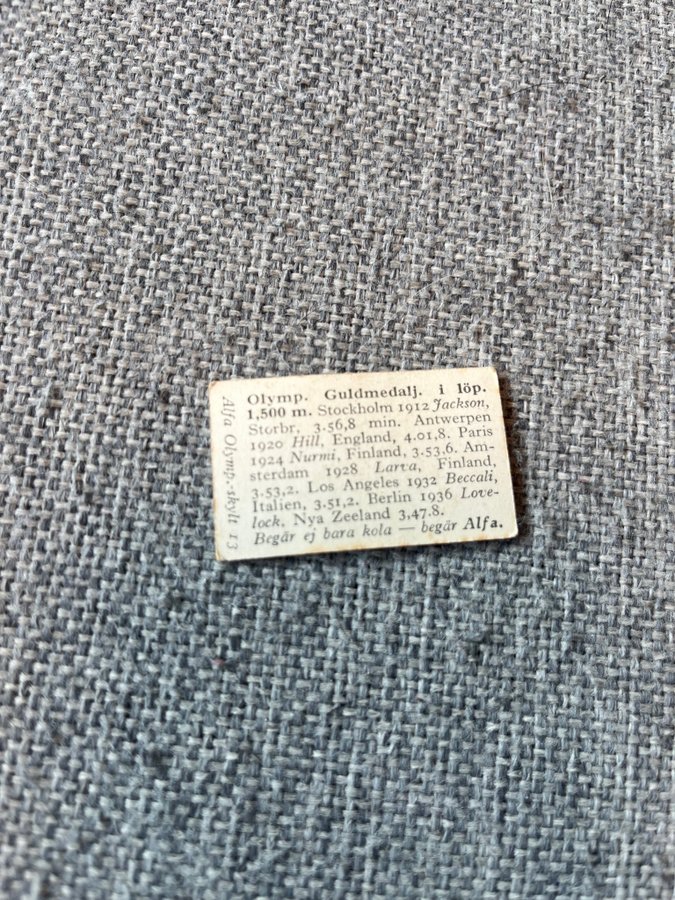 Olymp. Guldmedalj. i löp.
1,500 m. Stockholm 1912 Jackson,
Storbr, 3.56,8 min. Antwerpen
1920 Hill, England, 4.01,8. Paris
1924 Nurmi, Finland, 3.53,6. Am-
sterdam 1928 Larva, Finland,
3.53,2. Los Angeles 1932 Beccali,
Italien, 3.51,2. Berlin 1936 Love-
lock. Nya Zeeland 3,47.8.
Begär ej bara kola — begär Alfa.
Alfa Olymp.-skylt 13